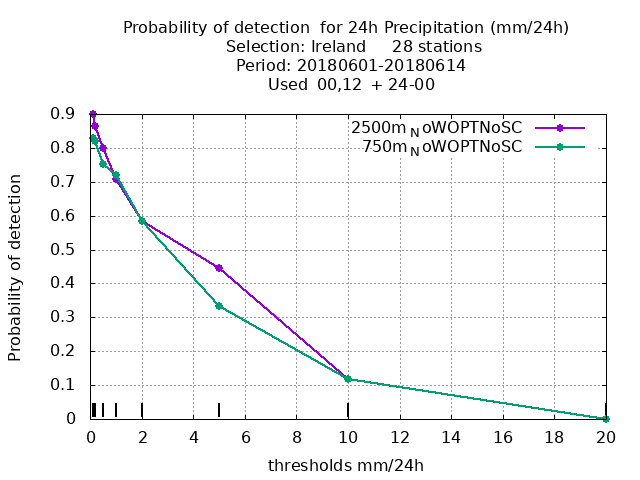 Probability of detection  for 24h Precipitation (mm/24h)
Selection: Ireland     28 stations
Period: 20180601-20180614
Used  00,12  + 24-00
2500m_NoWOPTNoSC
750m_NoWOPTNoSC
Probability of detection
0.9
0.8
0.7
0.6
0.5
0.4
0.3
0.2
0.1
0
0 2 4 6 8 10 12 14 16 18 20
thresholds mm/24h